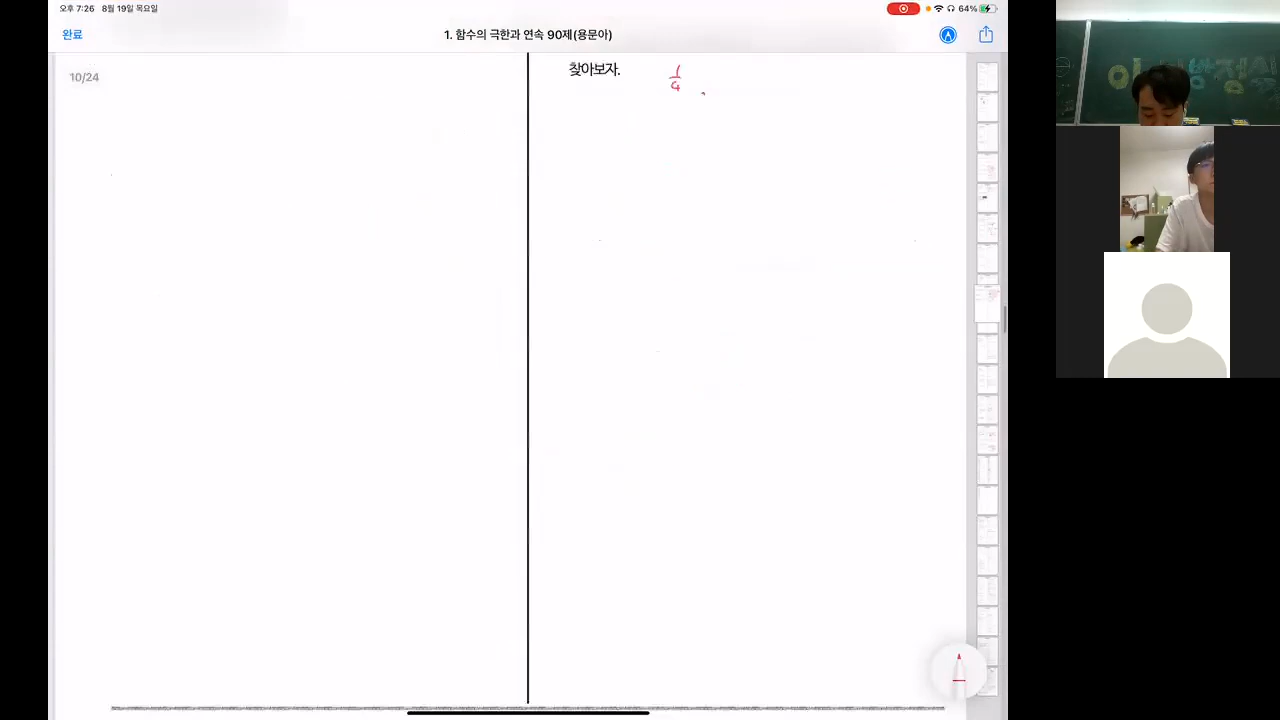 오후 7:26 8월 19일 목요일
64%
완료
1. 함수의 극한과 연속 90제(용문아)
10/24
찾아보자.
1/4